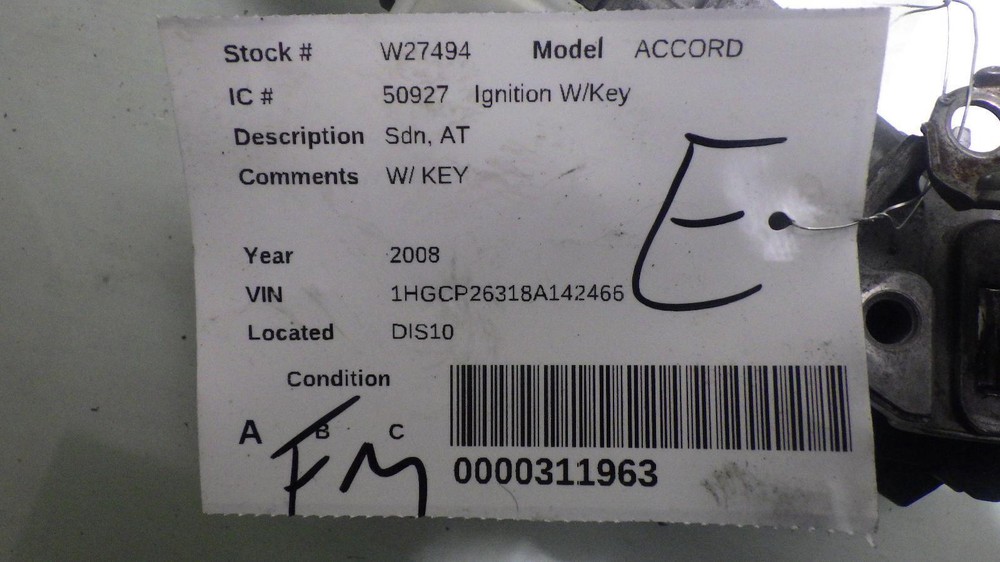 Stock # W27494 Model ACCORD
IC # 50927 Ignition W/Key
Description Sdn, AT
Comments W/ KEY
E
Year 2008
VIN 1HGCP26318A142466
Located DIS10
Condition
A B C
FM
0000311963